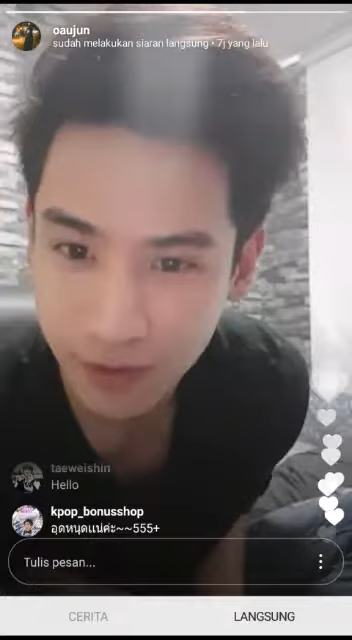 oaujun
sudah melakukan siaran langsung • 7j yang lalu
taeweishin
Hello
kpop_bonusshop
อุดหนุดแน่ค่ะ~~555+
Tulis pesan...
CERITA
LANGSUNG